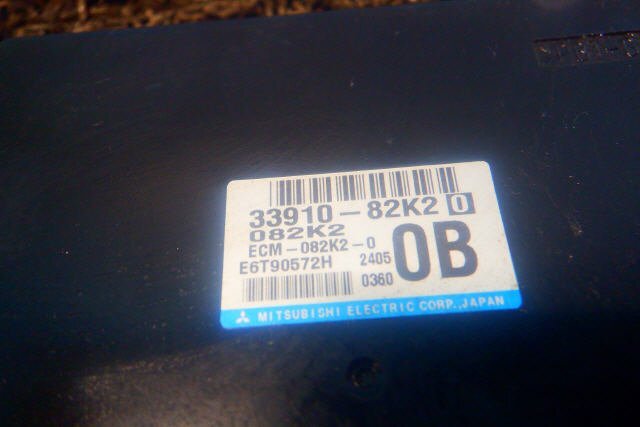 33910-82K2 0
082K2
ECM-082K2-0
E6T90572H 2405
0B
0360
MITSUBISHI ELECTRIC CORP., JAPAN